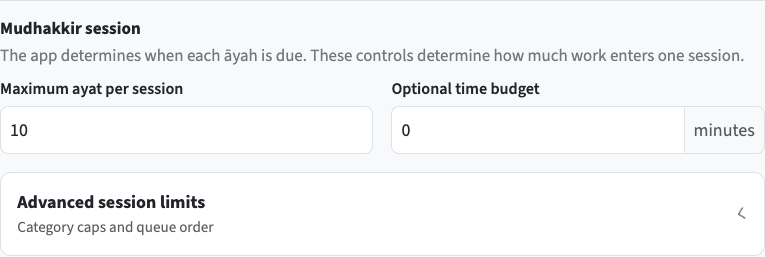 Mudhakkir session
The app determines when each āyah is due. These controls determine how much work enters one session.
Maximum ayat per session
Optional time budget
10
0 minutes
Advanced session limits
Category caps and queue order